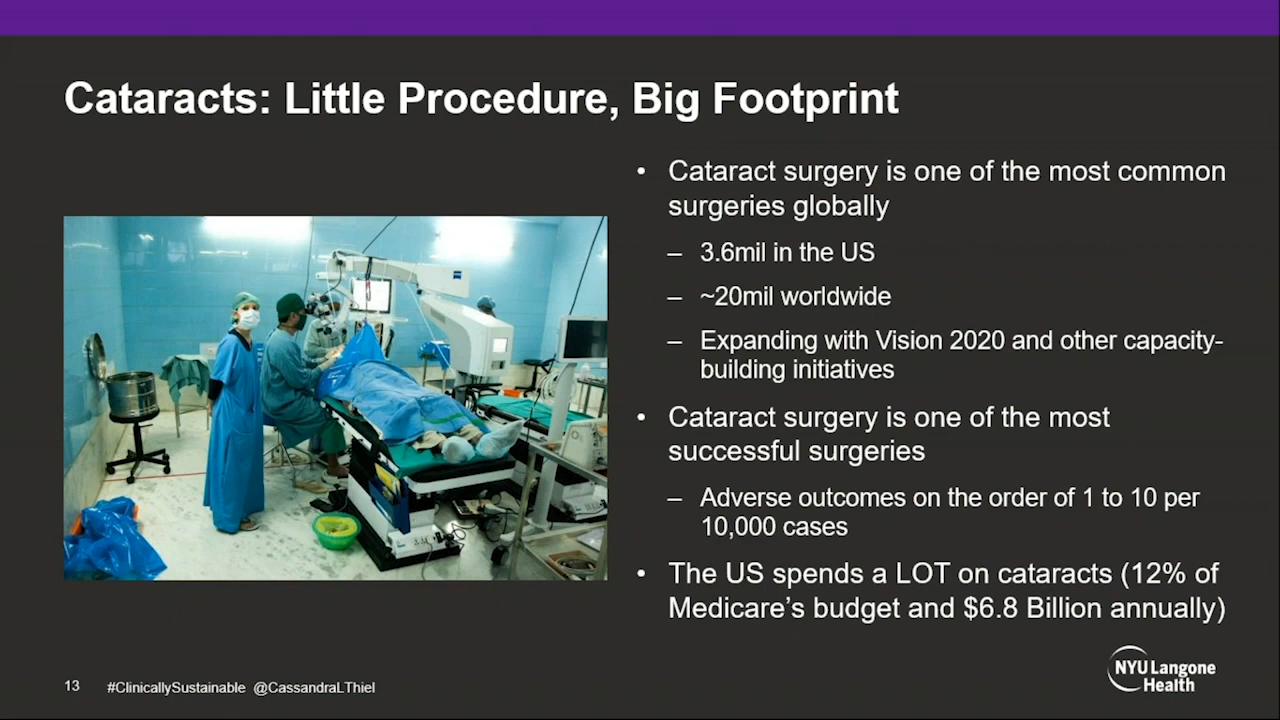 Cataracts: Little Procedure, Big Footprint
• Cataract surgery is one of the most common
surgeries globally
– 3.6mil in the US
– ~20mil worldwide
– Expanding with Vision 2020 and other capacity-
building initiatives
• Cataract surgery is one of the most
successful surgeries
– Adverse outcomes on the order of 1 to 10 per
10,000 cases
• The US spends a LOT on cataracts (12% of
Medicare's budget and $6.8 Billion annually)
13
#ClinicallySustainable @CassandraLThiel
NYU Langone
Health